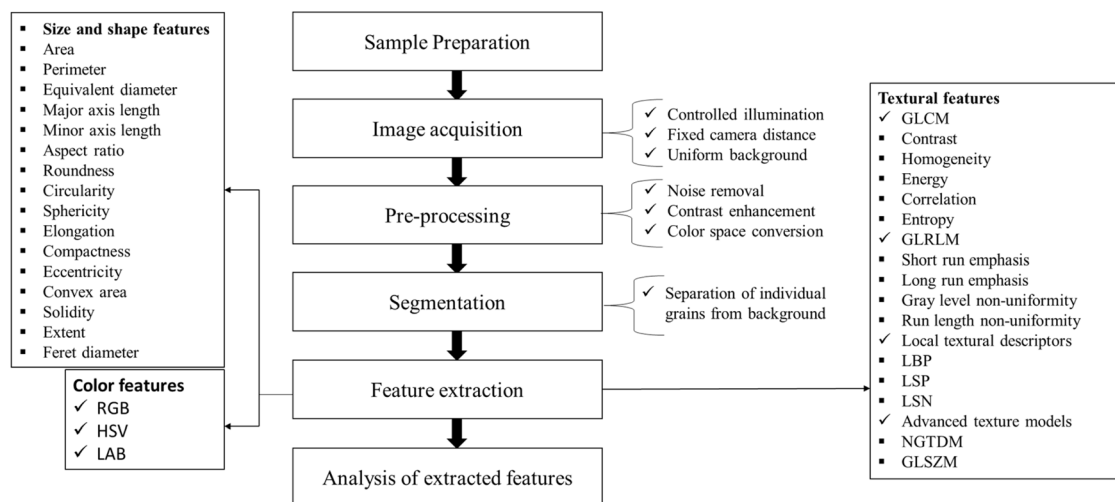 Size and shape features
Area
Perimeter
Equivalent diameter
Major axis length
Minor axis length
Aspect ratio
Roundness
Circularity
Sphericity
Elongation
Compactness
Eccentricity
Convex area
Solidity
Extent
Feret diameter
Color features
RGB
HSV
LAB
Sample Preparation
Image acquisition
Controlled illumination
Fixed camera distance
Uniform background
Pre-processing
Noise removal
Contrast enhancement
Color space conversion
Segmentation
Separation of individual
grains from background
Feature extraction
Analysis of extracted features
Textural features
GLCM
Contrast
Homogeneity
Energy
Correlation
Entropy
GLRLM
Short run emphasis
Long run emphasis
Gray level non-uniformity
Run length non-uniformity
Local textural descriptors
LBP
LSP
LSN
Advanced texture models
NGTDM
GLSZM